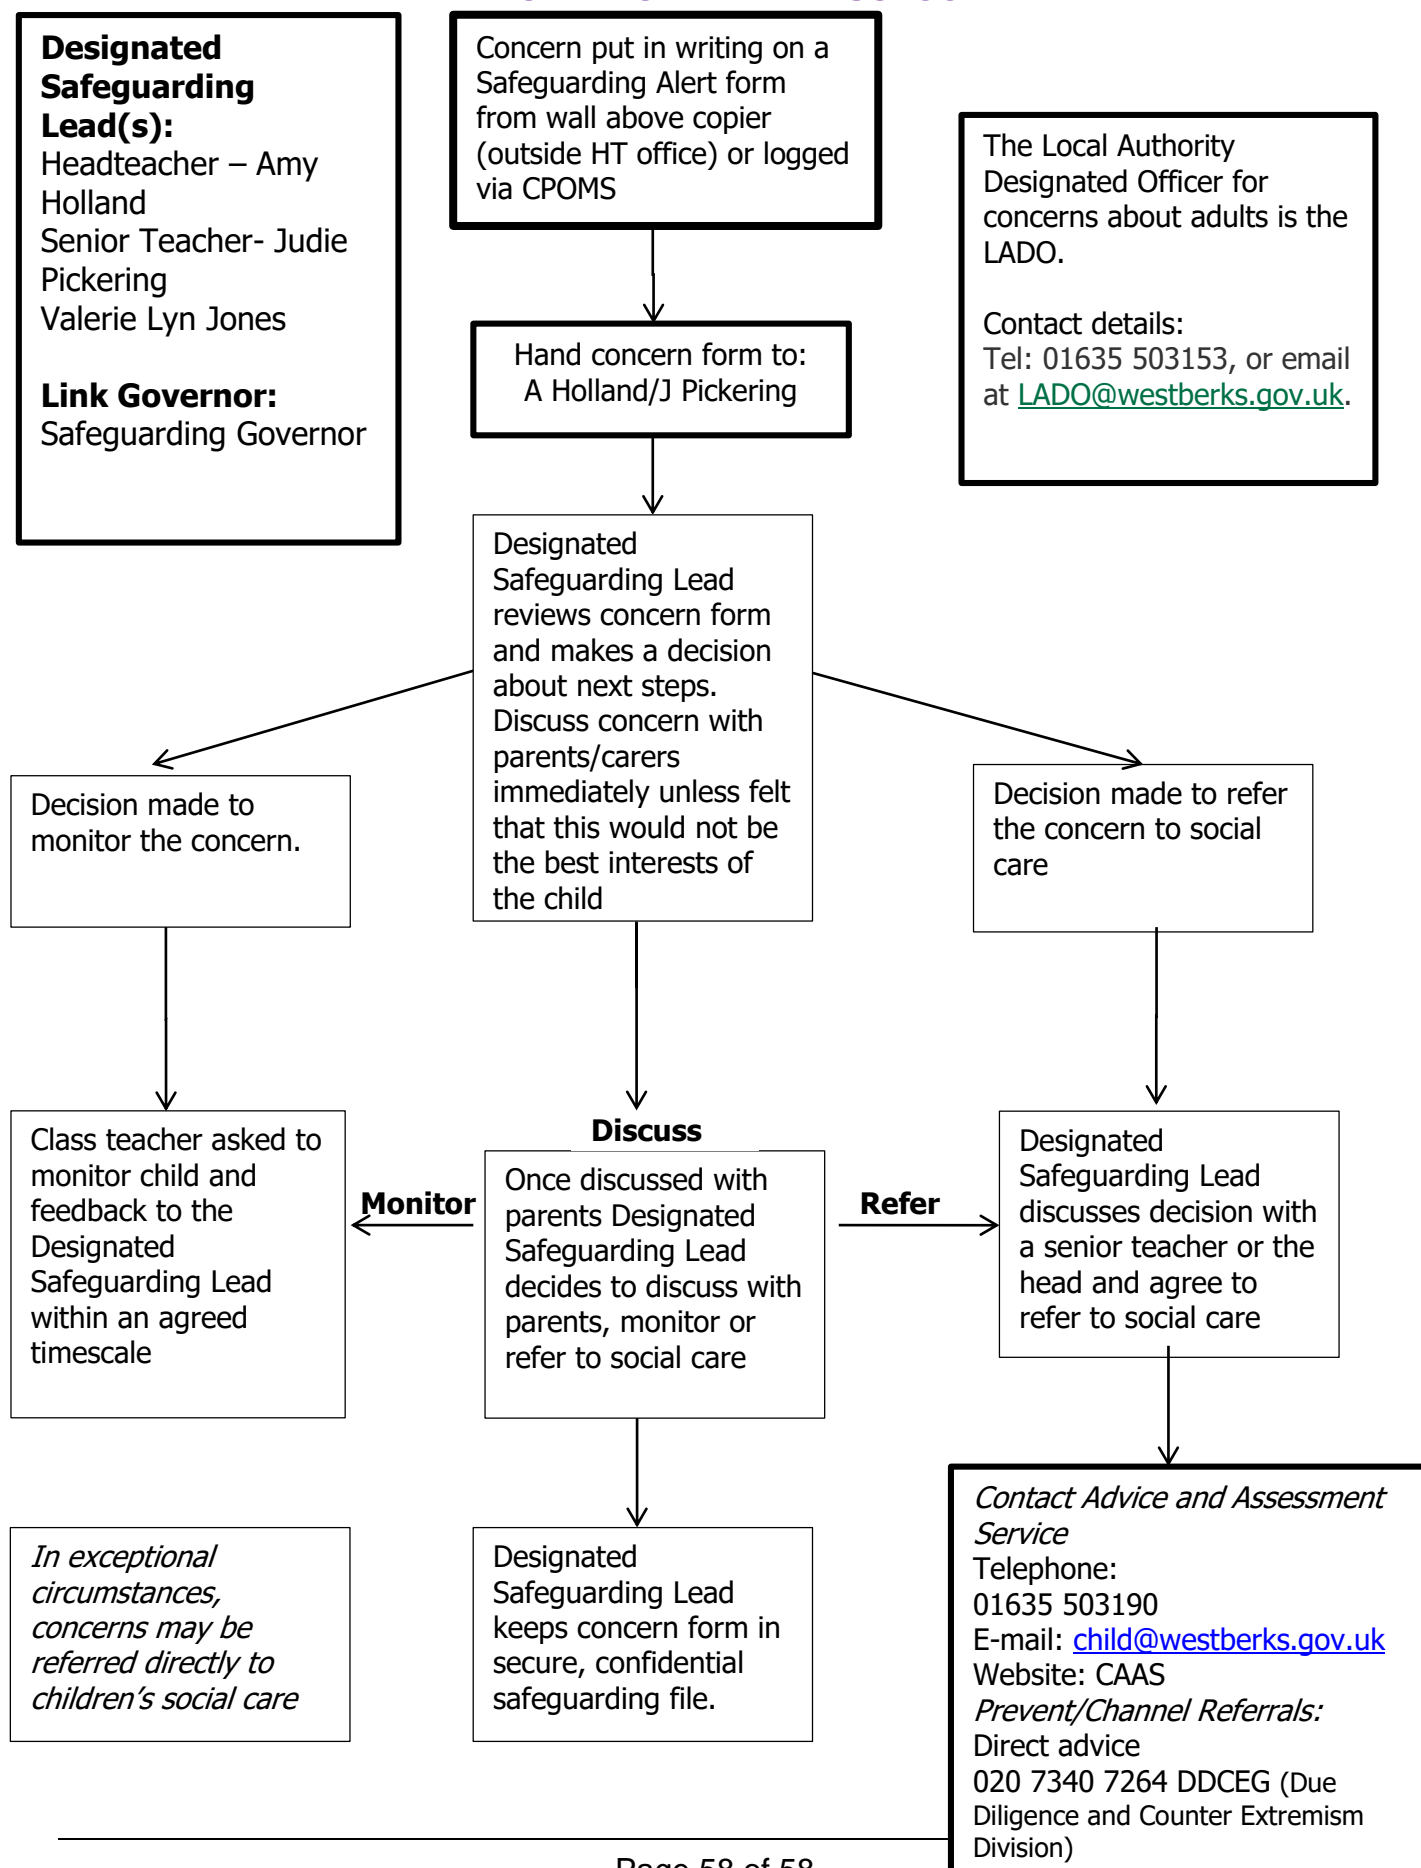 Designated
Safeguarding
Lead(s):
Headteacher – Amy
Holland
Senior Teacher- Judie
Pickering
Valerie Lyn Jones
Link Governor:
Safeguarding Governor
Concern put in writing on a
Safeguarding Alert form
from wall above copier
(outside HT office) or logged
via CPOMS
The Local Authority
Designated Officer for
concerns about adults is the
LADO.
Contact details:
Tel: 01635 503153, or email
at LADO@westberks.gov.uk.
Hand concern form to:
A Holland/J Pickering
Designated
Safeguarding Lead
reviews concern form
and makes a decision
about next steps.
Discuss concern with
parents/carers
immediately unless felt
that this would not be
the best interests of
the child
Decision made to
monitor the concern.
Decision made to refer
the concern to social
care
Class teacher asked to
monitor child and
feedback to the
Designated
Safeguarding Lead
within an agreed
timescale
Monitor
Discuss
Once discussed with
parents Designated
Safeguarding Lead
decides to discuss with
parents, monitor or
refer to social care
Refer
Designated
Safeguarding Lead
discusses decision with
a senior teacher or the
head and agree to
refer to social care
In exceptional
circumstances,
concerns may be
referred directly to
children's social care
Designated
Safeguarding Lead
keeps concern form in
secure, confidential
safeguarding file.
Contact Advice and Assessment
Service
Telephone:
01635 503190
E-mail: child@westberks.gov.uk
Website: CAAS
Prevent/Channel Referrals:
Direct advice
020 7340 7264 DDCEG (Due
Diligence and Counter Extremism
Division)
Page 58 of 58